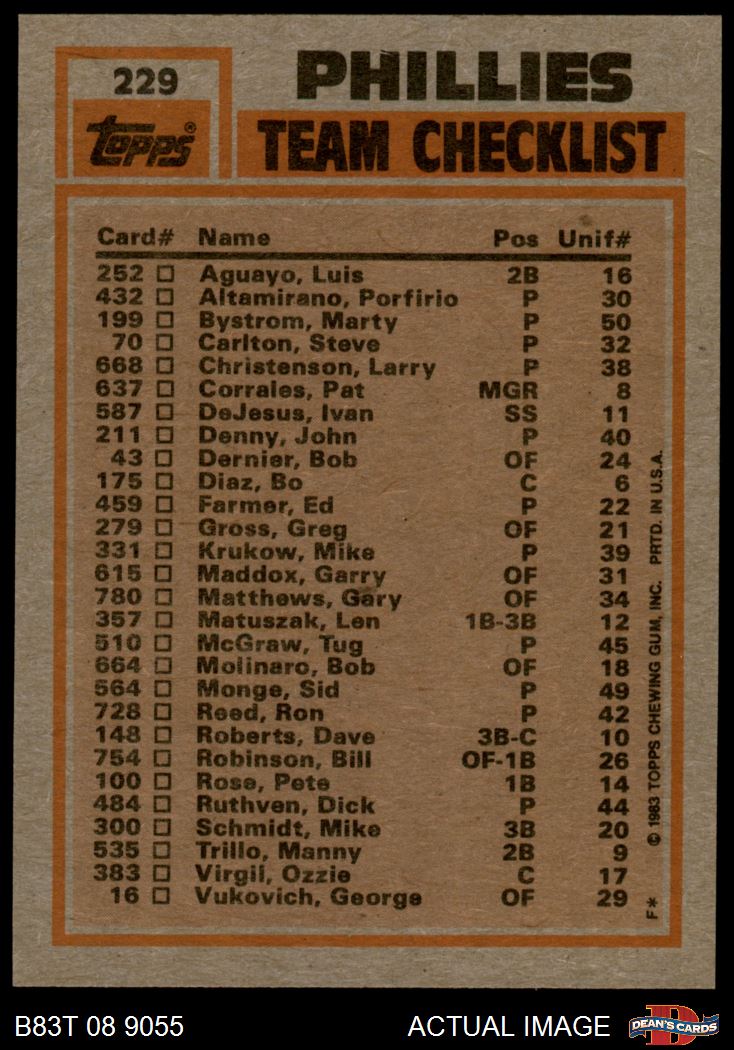 229
PHILLIES
topps®
TEAM CHECKLIST
Card# Name Pos Unif#
252 Aguayo, Luis 2B 16
432 Altamirano, Porfirio P 30
199 Bystrom, Marty P 50
70 Carlton, Steve P 32
668 Christenson, Larry P 38
637 Corrales, Pat MGR 8
587 DeJesus, Ivan SS 11
211 Denny, John P 40
43 Dernier, Bob OF 24
175 Diaz, Bo C 6
459 Farmer, Ed P 22
279 Gross, Greg OF 21
331 Krukow, Mike P 39
615 Maddox, Garry OF 31
780 Matthews, Gary OF 34
357 Matuszak, Len 1B-3B 12
510 McGraw, Tug P 45
664 Molinaro, Bob OF 18
564 Monge, Sid P 49
728 Reed, Ron P 42
148 Roberts, Dave 3B-C 10
754 Robinson, Bill OF-1B 26
100 Rose, Pete 1B 14
484 Ruthven, Dick P 44
300 Schmidt, Mike 3B 20
535 Trillo, Manny 2B 9
383 Virgil, Ozzie C 17
16 Vukovich, George OF 29
F* © 1983 TOPPS CHEWING GUM, INC. PRTD. IN U.S.A.
B83T 08 9055 ACTUAL IMAGE
D
DEAN'S CARDS